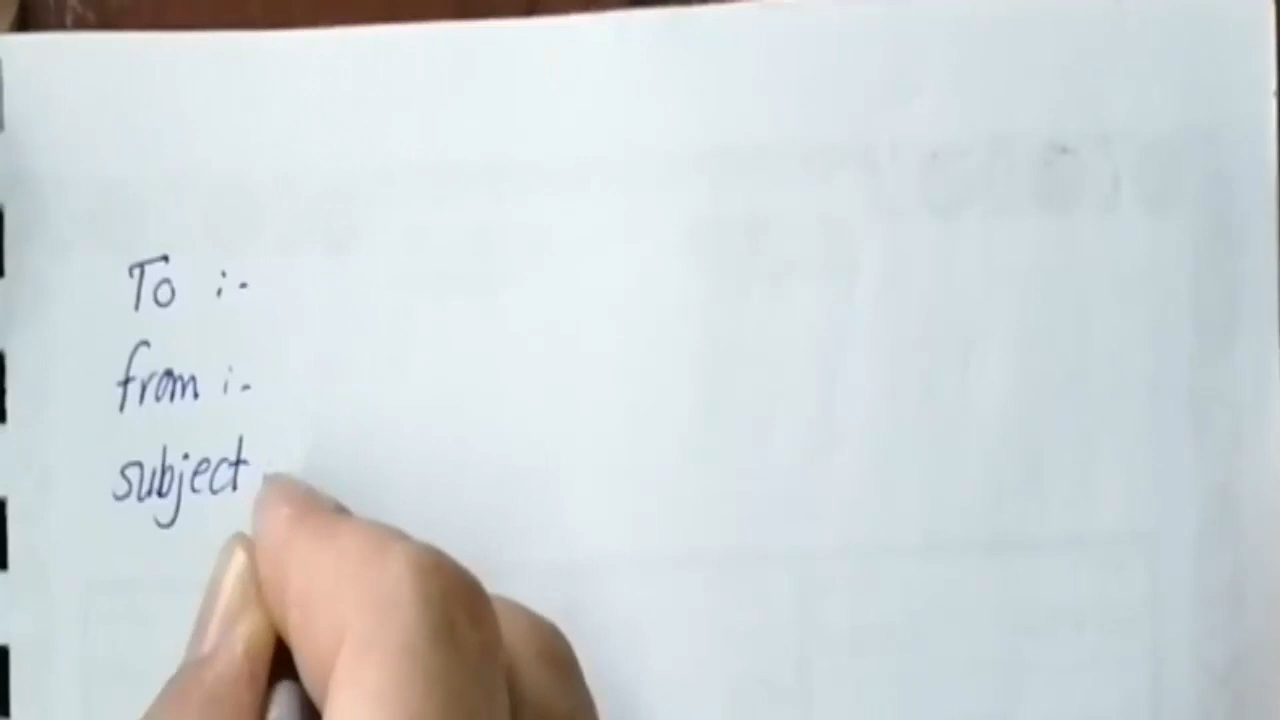 To :-
from :-
subject